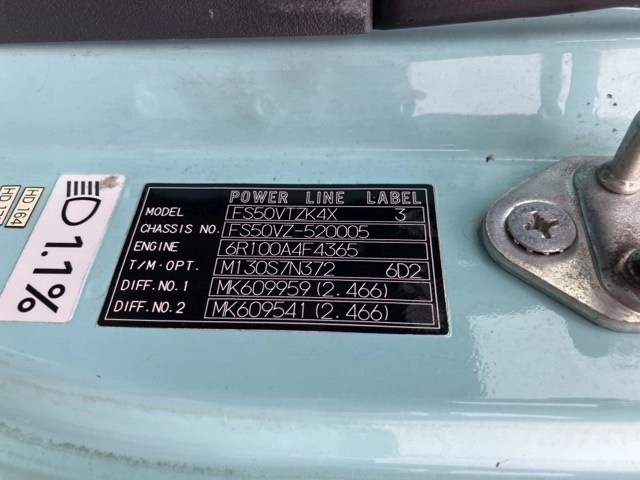 POWER LINE LABEL
MODEL FS50VTZK4X 3
CHASSIS NO. FS50VZ-520005
ENGINE 6R100A4F4365
T/M·OPT. M130S7N372 6D2
DIFF.NO.1 MK609959 (2.466)
DIFF.NO.2 MK609541 (2.466)
1.1%
HD 164